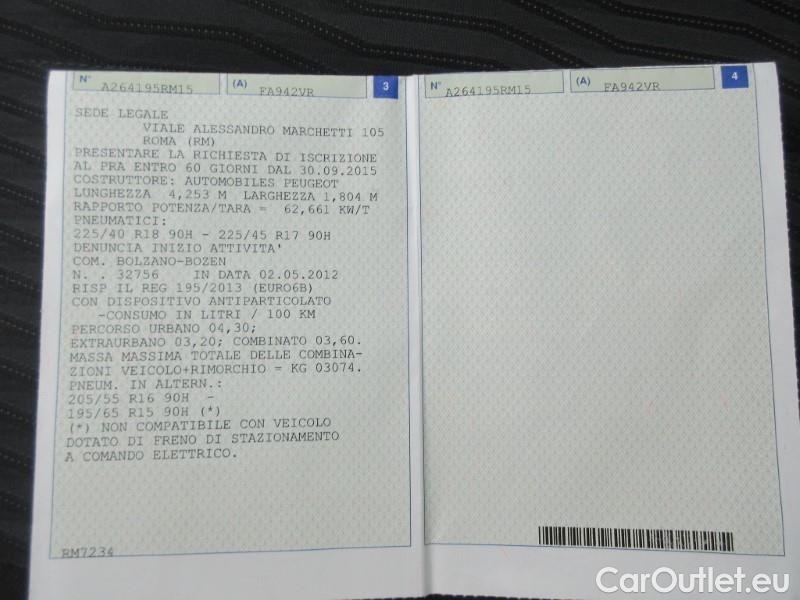 N° A264195RM15 (A) FA942VR 3
SEDE LEGALE
VIALE ALESSANDRO MARCHETTI 105
ROMA (RM)
PRESENTARE LA RICHIESTA DI ISCRIZIONE
AL PRA ENTRO 60 GIORNI DAL 30.09.2015
COSTRUTTORE: AUTOMOBILES PEUGEOT
LUNGHEZZA 4,253 M LARGHEZZA 1,804 M
RAPPORTO POTENZA/TARA = 62,661 KW/T
PNEUMATICI:
225/40 R18 90H - 225/45 R17 90H
DENUNCIA INIZIO ATTIVITA'
COM. BOLZANO-BOZEN
N. . 32756 IN DATA 02.05.2012
RISP IL REG 195/2013 (EURO6B)
CON DISPOSITIVO ANTIPARTICOLATO
-CONSUMO IN LITRI / 100 KM
PERCORSO URBANO 04,30;
EXTRAURBANO 03,20; COMBINATO 03,60.
MASSA MASSIMA TOTALE DELLE COMBINA-
ZIONI VEICOLO+RIMORCHIO = KG 03074.
PNEUM. IN ALTERN.:
205/55 R16 90H -
195/65 R15 90H (*)
(*) NON COMPATIBILE CON VEICOLO
DOTATO DI FRENO DI STAZIONAMENTO
A COMANDO ELETTRICO.
RM7234
N° A264195RM15 (A) FA942VR 4
CarOutlet.eu